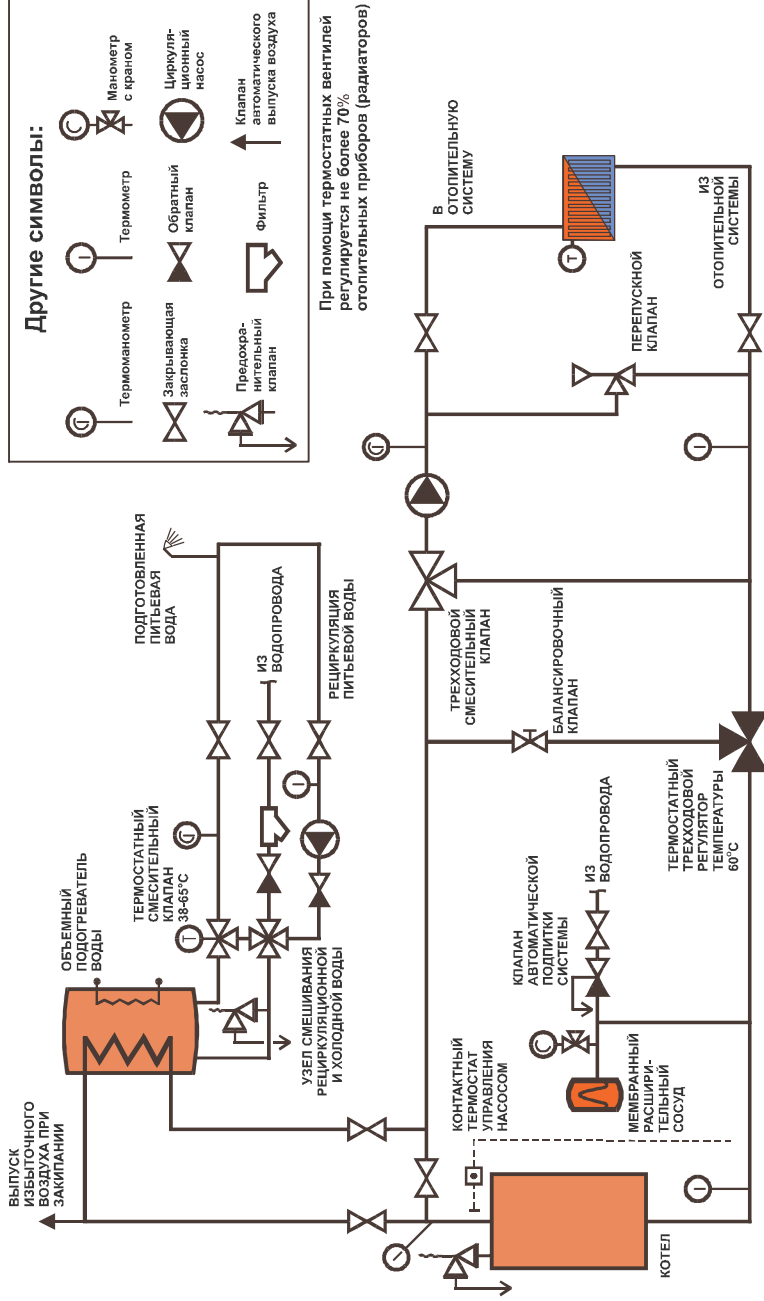 Другие символы:
Термоманометр
Термометр
Манометр
с краном
Закрывающая
заслонка
Обратный
клапан
Циркуля-
ционный
насос
Предохра-
нительный
клапан
Фильтр
Клапан
автоматического
выпуска воздуха
При помощи термостатных вентилей
регулируется не более 70%
отопительных приборов (радиаторов)
ВЫПУСК
ИЗБЫТОЧНОГО
ВОЗДУХА ПРИ
ЗАКИПАНИИ
ОБЪЕМНЫЙ
ПОДОГРЕВАТЕЛЬ
ВОДЫ
ТЕРМОСТАТНЫЙ
СМЕСИТЕЛЬНЫЙ
КЛАПАН
38-65°С
ПОДГОТОВЛЕННАЯ
ПИТЬЕВАЯ
ВОДА
ИЗ
ВОДОПРОВОДА
РЕЦИРКУЛЯЦИЯ
ПИТЬЕВОЙ ВОДЫ
УЗЕЛ СМЕШИВАНИЯ
РЕЦИРКУЛЯЦИОННОЙ
И ХОЛОДНОЙ ВОДЫ
Т
В
ОТОПИТЕЛЬНУЮ
СИСТЕМУ
ТРЕХХОДОВОЙ
СМЕСИТЕЛЬНЫЙ
КЛАПАН
КОНТАКТНЫЙ
ТЕРМОСТАТ
УПРАВЛЕНИЯ
НАСОСОМ
КЛАПАН
АВТОМАТИЧЕСКОЙ
ПОДПИТКИ
СИСТЕМЫ
ИЗ
ВОДОПРОВОДА
БАЛАНСИРОВОЧНЫЙ
КЛАПАН
Т
ПЕРЕПУСКНОЙ
КЛАПАН
МЕМБРАННЫЙ
РАСШИРИ-
ТЕЛЬНЫЙ
СОСУД
КОТЕЛ
ТЕРМОСТАТНЫЙ
ТРЕХХОДОВОЙ
РЕГУЛЯТОР
ТЕМПЕРАТУРЫ
60°С
ИЗ
ОТОПИТЕЛЬНОЙ
СИСТЕМЫ